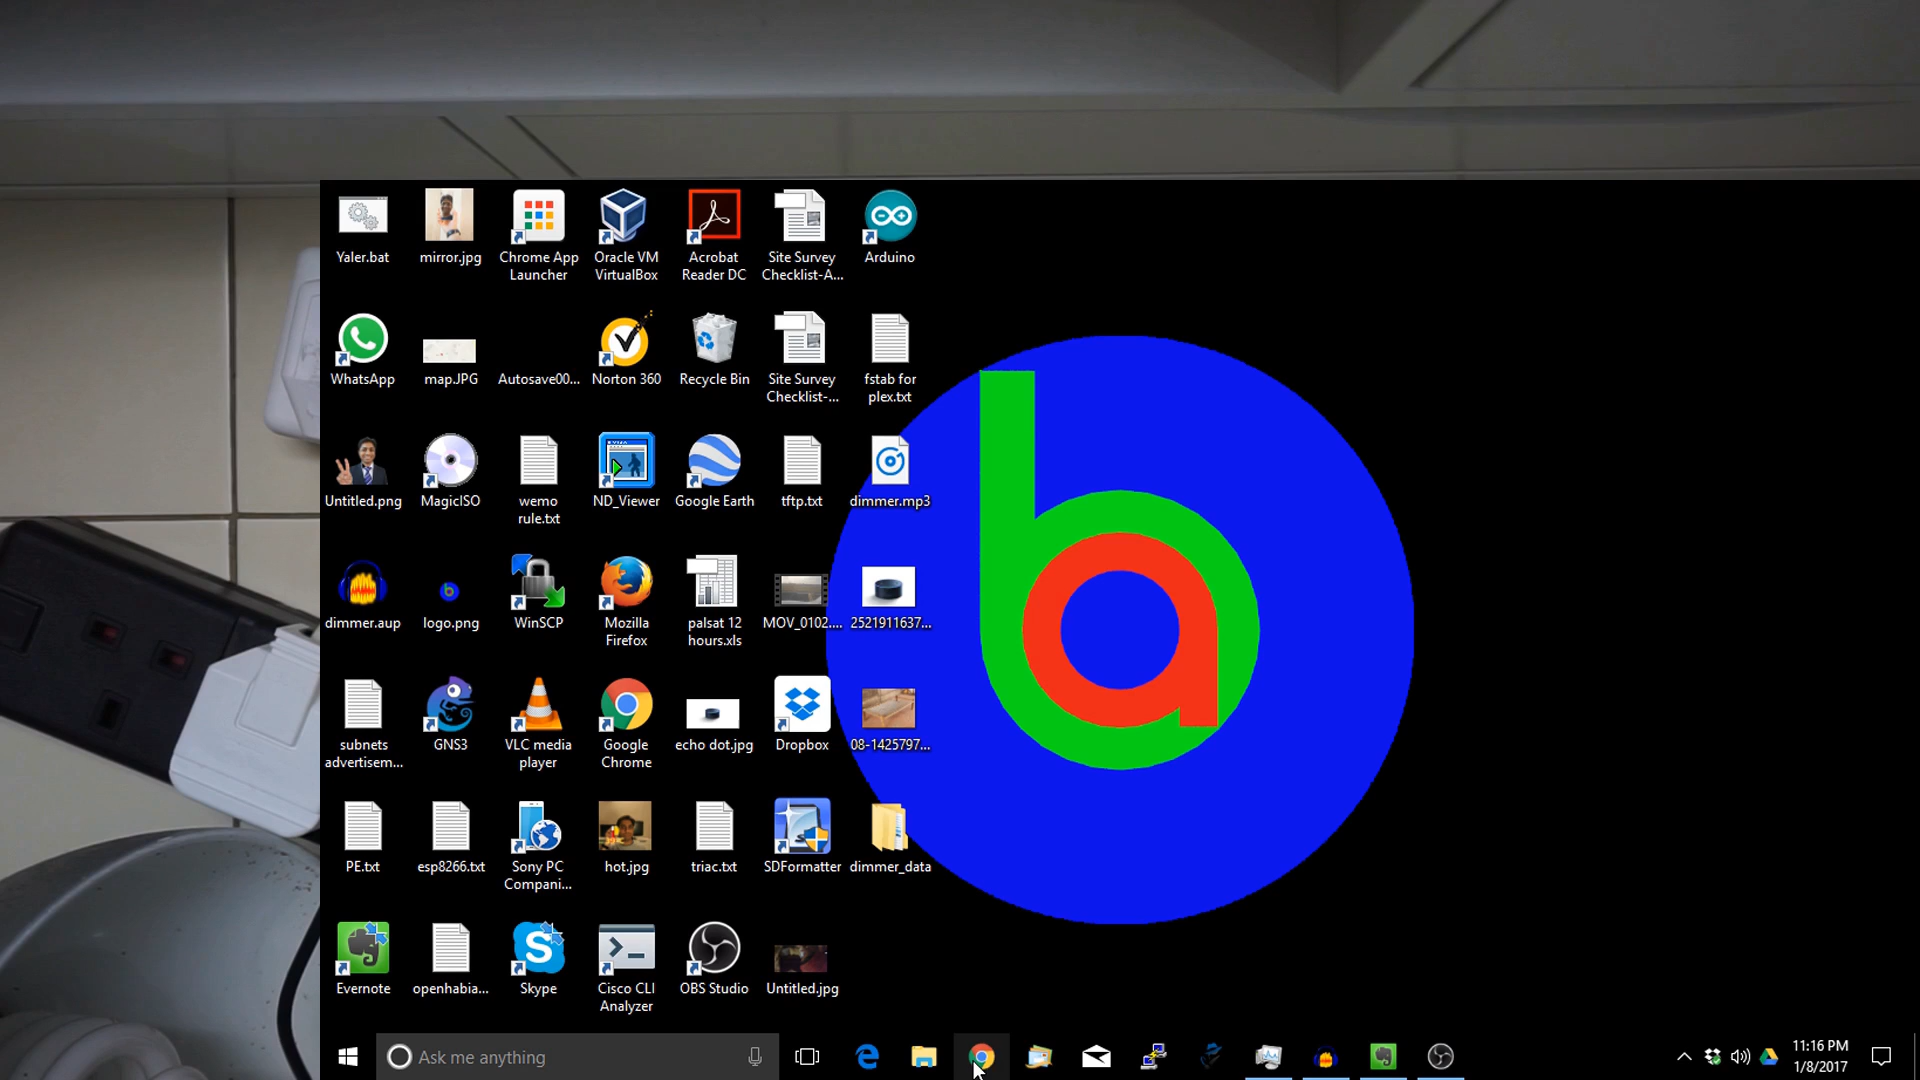 Yaler.bat
mirror.jpg
Chrome App
Launcher
Oracle VM
VirtualBox
Acrobat
Reader DC
Site Survey
Checklist-A...
Arduino
WhatsApp
map.JPG
Autosave00...
Norton 360
Recycle Bin
Site Survey
Checklist-...
fstab for
plex.txt
Untitled.png
MagicISO
wemo
rule.txt
ND_Viewer
Google Earth
tftp.txt
dimmer.mp3
dimmer.aup
logo.png
WinSCP
Mozilla
Firefox
palsat 12
hours.xls
MOV_0102....
2521911637...
subnets
advertisem...
GNS3
VLC media
player
Google
Chrome
echo dot.jpg
Dropbox
08-1425797...
PE.txt
esp8266.txt
Sony PC
Compani...
hot.jpg
triac.txt
SDFormatter
dimmer_data
Evernote
openhabia...
Skype
Cisco CLI
Analyzer
OBS Studio
Untitled.jpg
ba
Ask me anything
11:16 PM
1/8/2017